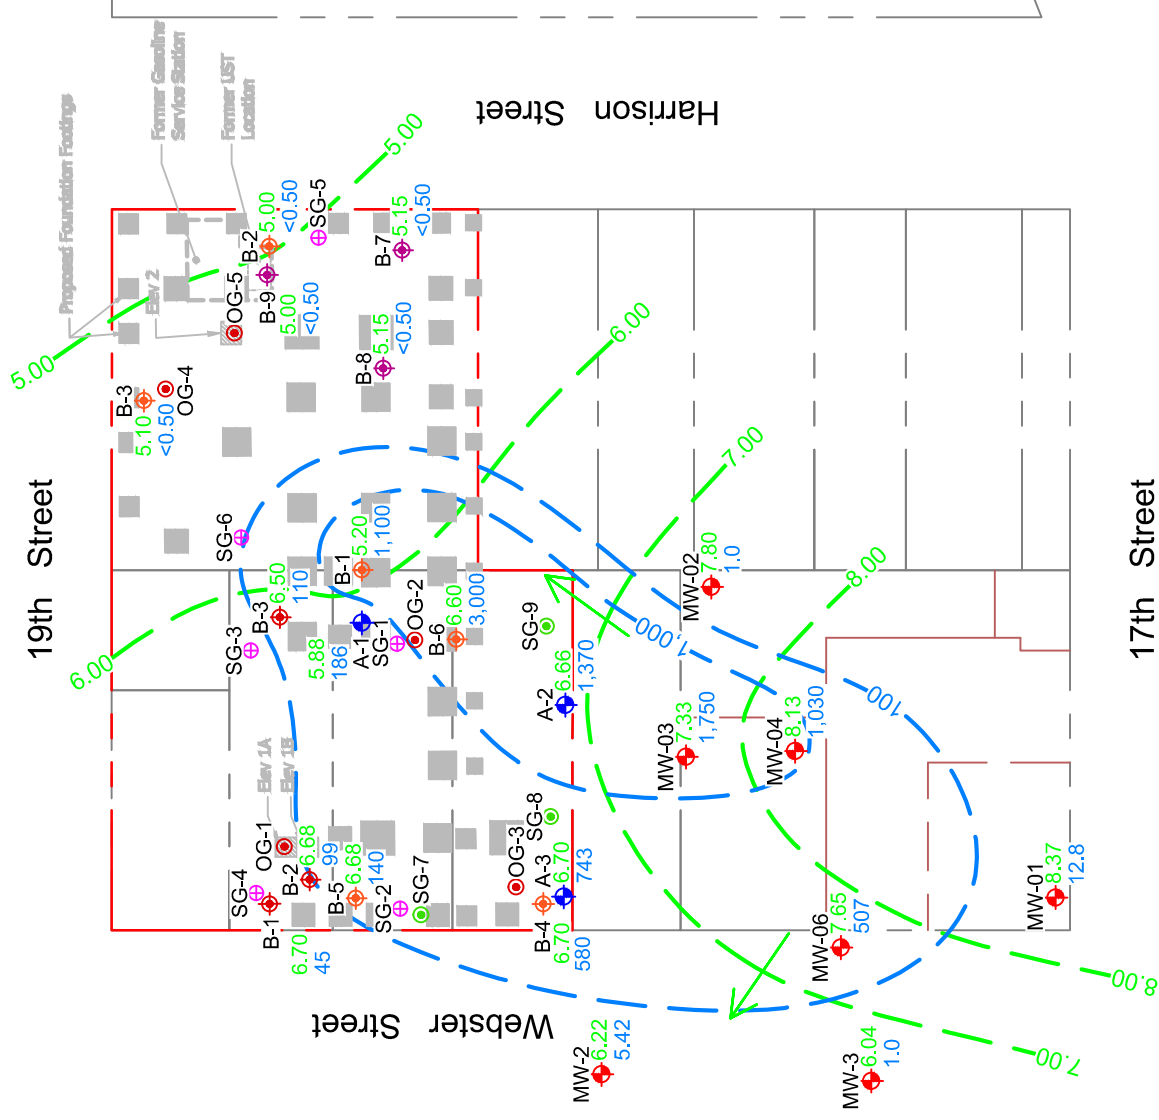 Proposed Foundation Footings
Former Gasoline
Service Station
Former UST
Location
Elev 2
Harrison Street
5.00
5.00
B-2
5.00
<0.50
SG-5
B-7
5.15
<0.50
OG-5
B-9
5.00
<0.50
B-8
5.15
<0.50
B-3
5.10
<0.50
OG-4
6.00
7.00
8.00
19th Street
17th Street
SG-6
6.00
SG-3
B-3
6.50
110
B-1
5.20
1,100
5.88
186
A-1
SG-1
OG-2
B-6
6.60
3,000
SG-9
A-2
6.66
1,370
MW-02
7.80
1.0
1,000
100
MW-03
7.33
1,750
MW-04
8.13
1,030
Elev 1A
Elev 1B
SG-4
OG-1
B-1
6.70
45
B-2
6.68
99
B-5
6.68
140
SG-2
SG-7
OG-3
SG-8
A-3
6.70
743
B-4
6.70
580
MW-06
7.65
507
MW-01
8.37
12.8
8.00
7.00
Webster Street
MW-2
6.22
5.42
MW-3
6.04
1.0